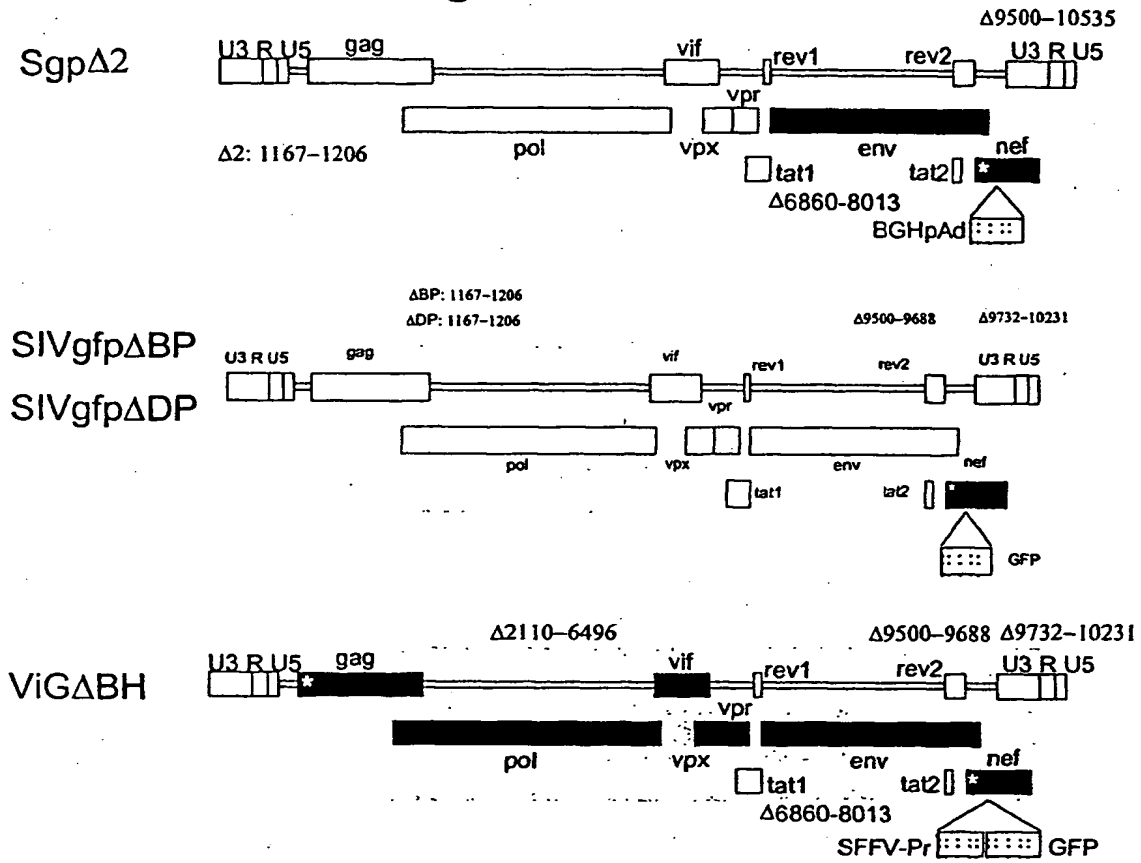 g
Δ9500–10535
SgpΔ2
U3 R U5 gag vif rev1 rev2 U3 R U5
vpr
pol vpx env nef
Δ2: 1167–1206
*
tat1 tat2
Δ6860-8013
BGHpAd
ΔBP: 1167–1206
ΔDP: 1167–1206
Δ9500–9688 Δ9732–10231
SIVgfpΔBP
SIVgfpΔDP
U3 R U5 gag vif rev1 rev2 U3 R U5
vpr
pol vpx env nef
tat1 tat2 *
GFP
Δ2110–6496 Δ9500–9688 Δ9732–10231
ViGΔBH
U3 R U5 gag vif rev1 rev2 U3 R U5
*
vpr
pol vpx env nef
tat1 tat2 *
Δ6860-8013
SFFV-Pr GFP